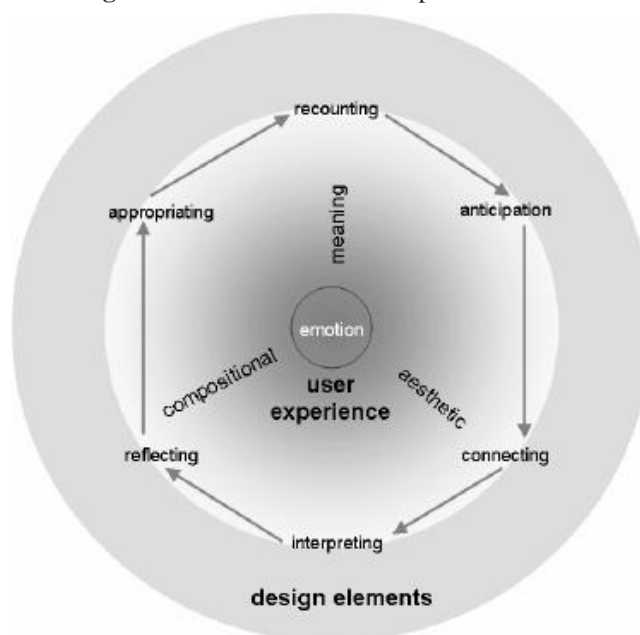 recounting
appropriating
anticipation
meaning
emotion
compositional
aesthetic
user
experience
reflecting
connecting
interpreting
design elements